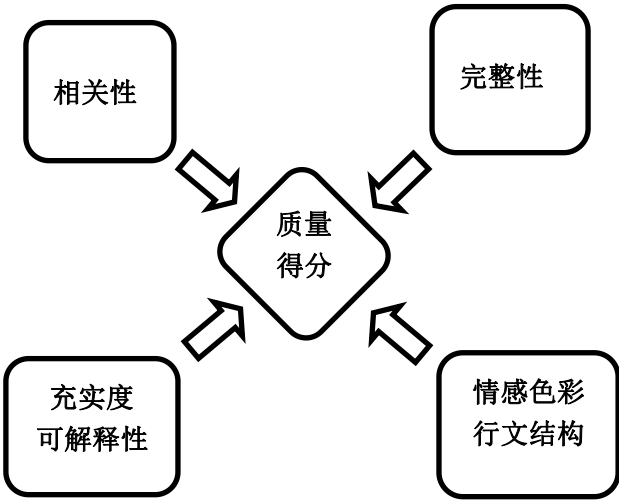 相关性
完整性
质量
得分
充实度
可解释性
情感色彩
行文结构